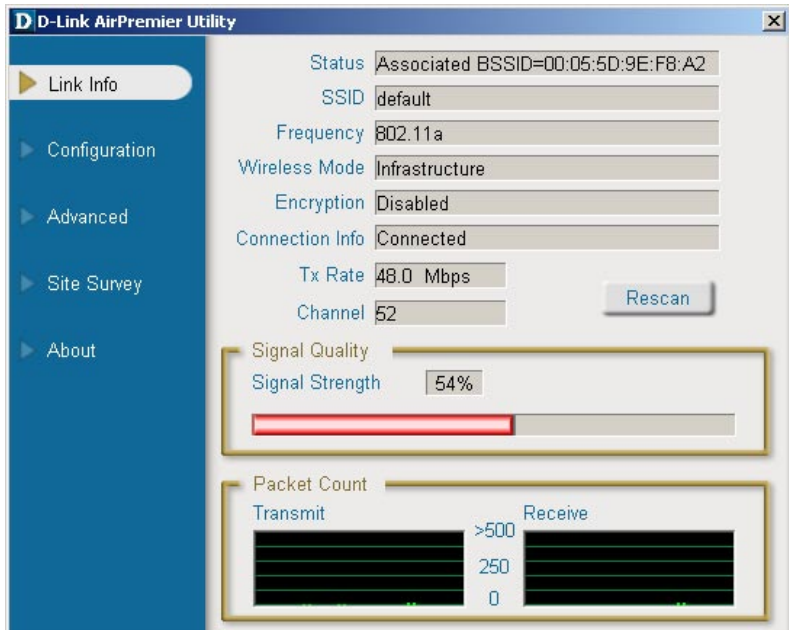 D D-Link AirPremier Utility
Link Info
Configuration
Advanced
Site Survey
About
Status Associated BSSID=00:05:5D:9E:F8:A2
SSID default
Frequency 802.11a
Wireless Mode Infrastructure
Encryption Disabled
Connection Info Connected
Tx Rate 48.0 Mbps
Channel 52
Rescan
Signal Quality
Signal Strength 54%
Packet Count
Transmit
>500
250
0
Receive